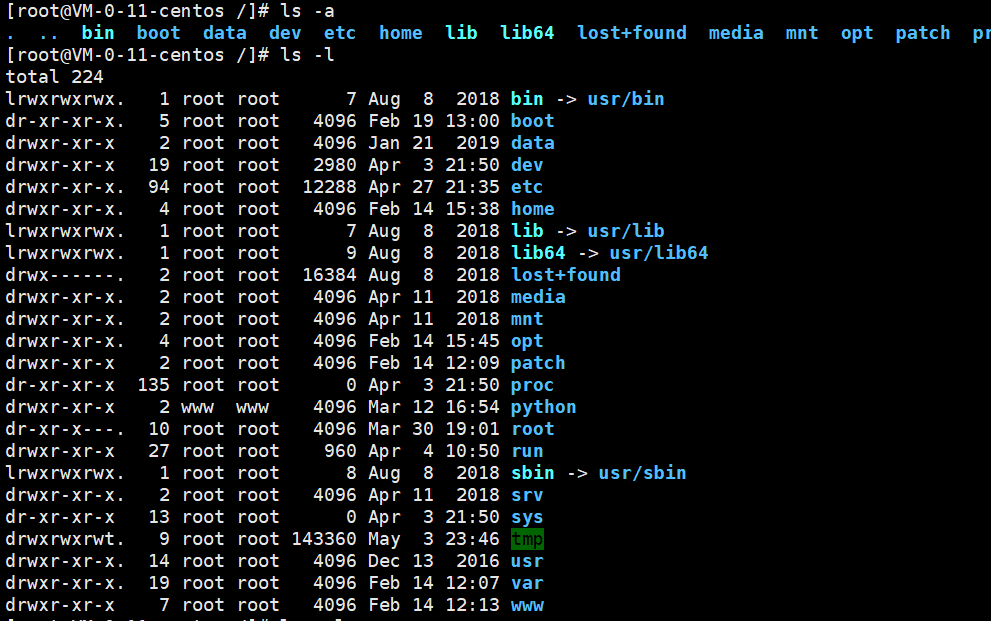 [root@VM-0-11-centos /]# ls -a
.  ..  bin  boot  data  dev  etc  home  lib  lib64  lost+found  media  mnt  opt  patch
[root@VM-0-11-centos /]# ls -l
total 224
lrwxrwxrwx.   1 root root      7 Aug  8  2018 bin -> usr/bin
dr-xr-xr-x.   5 root root   4096 Feb 19 13:00 boot
drwxr-xr-x    2 root root   4096 Jan 21  2019 data
drwxr-xr-x   19 root root   2980 Apr  3 21:50 dev
drwxr-xr-x.  94 root root  12288 Apr 27 21:35 etc
drwxr-xr-x.   4 root root   4096 Feb 14 15:38 home
lrwxrwxrwx.   1 root root      7 Aug  8  2018 lib -> usr/lib
lrwxrwxrwx.   1 root root      9 Aug  8  2018 lib64 -> usr/lib64
drwx------.   2 root root  16384 Aug  8  2018 lost+found
drwxr-xr-x.   2 root root   4096 Apr 11  2018 media
drwxr-xr-x.   2 root root   4096 Apr 11  2018 mnt
drwxr-xr-x.   4 root root   4096 Feb 14 15:45 opt
drwxr-xr-x    2 root root   4096 Feb 14 12:09 patch
dr-xr-xr-x  135 root root      0 Apr  3 21:50 proc
drwxr-xr-x    2 www  www    4096 Mar 12 16:54 python
dr-xr-x---.  10 root root   4096 Mar 30 19:01 root
drwxr-xr-x   27 root root    960 Apr  4 10:50 run
lrwxrwxrwx.   1 root root      8 Aug  8  2018 sbin -> usr/sbin
drwxr-xr-x.   2 root root   4096 Apr 11  2018 srv
dr-xr-xr-x   13 root root      0 Apr  3 21:50 sys
drwxrwxrwt.   9 root root 143360 May  3 23:46 tmp
drwxr-xr-x.  14 root root   4096 Dec 13  2016 usr
drwxr-xr-x.  19 root root   4096 Feb 14 12:07 var
drwxr-xr-x    7 root root   4096 Feb 14 12:13 www